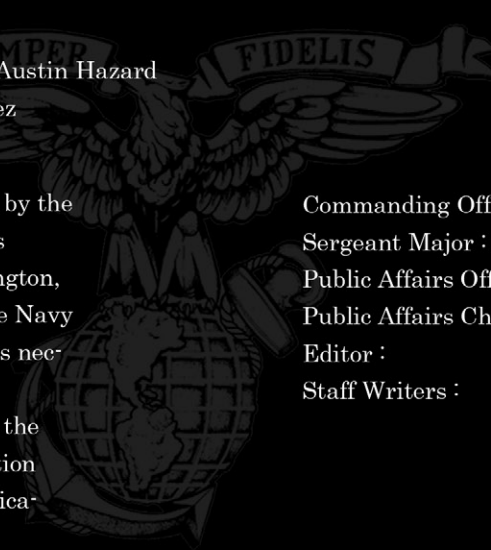 MPER
FIDELIS
Austin Hazard
ez
by the
s
ngton,
e Navy
s nec-
the
tion
ica-
Commanding Off
Sergeant Major :
Public Affairs Off
Public Affairs Ch
Editor :
Staff Writers :